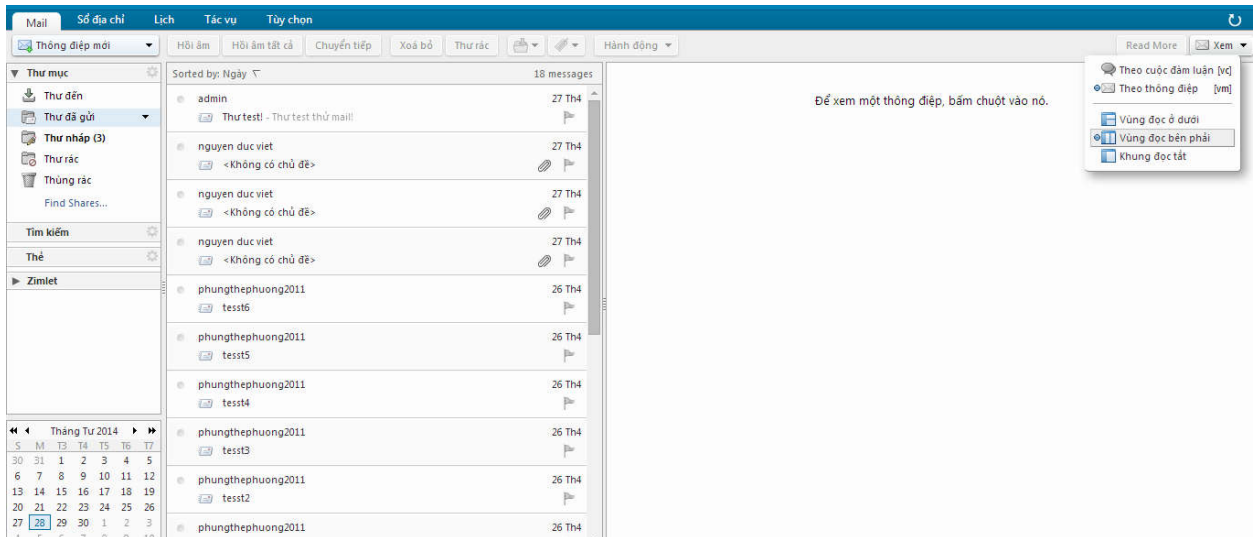 Mail Sổ địa chỉ Lịch Tác vụ Tùy chọn
Thông điệp mới Hồi âm Hồi âm tất cả Chuyển tiếp Xoá bỏ Thư rác Hành động Read More Xem
Thư mục
Thư đến
Thư đã gửi
Thư nháp (3)
Thư rác
Thùng rác
Find Shares...
Tìm kiếm
Thẻ
Zimlet
Tháng Tư 2014
S M T3 T4 T5 T6 T7
30 31 1 2 3 4 5
6 7 8 9 10 11 12
13 14 15 16 17 18 19
20 21 22 23 24 25 26
27 28 29 30 1 2 3
4 5 6 7 8 9 10
Sorted by: Ngày 18 messages
admin 27 Th4
Thư test! - Thư test thử mail!
nguyen duc viet 27 Th4
<Không có chủ đề>
nguyen duc viet 27 Th4
<Không có chủ đề>
nguyen duc viet 27 Th4
<Không có chủ đề>
phungthephuong2011 26 Th4
tesst6
phungthephuong2011 26 Th4
tesst5
phungthephuong2011 26 Th4
tesst4
phungthephuong2011 26 Th4
tesst3
phungthephuong2011 26 Th4
tesst2
phungthephuong2011 26 Th4
Để xem một thông điệp, bấm chuột vào nó.
Theo cuộc đàm luận [vc]
Theo thông điệp [vm]
Vùng đọc ở dưới
Vùng đọc bên phải
Khung đọc tắt